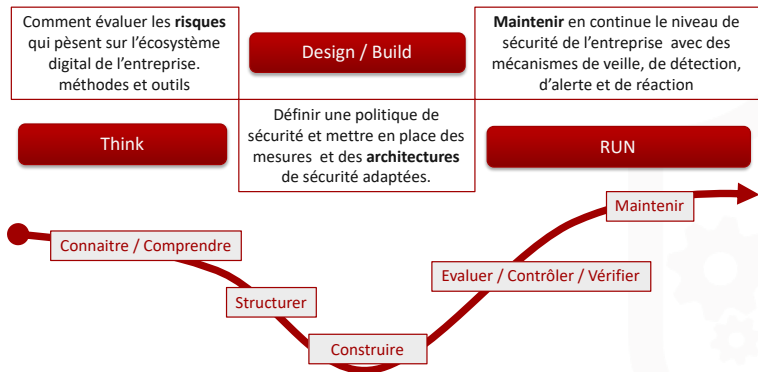 Comment évaluer les risques
qui pèsent sur l'écosystème
digital de l'entreprise.
méthodes et outils
Think
Design / Build
Définir une politique de
sécurité et mettre en place des
mesures et des architectures
de sécurité adaptées.
Maintenir en continue le niveau de
sécurité de l'entreprise avec des
mécanismes de veille, de détection,
d'alerte et de réaction
RUN
Connaitre / Comprendre
Structurer
Construire
Evaluer / Contrôler / Vérifier
Maintenir